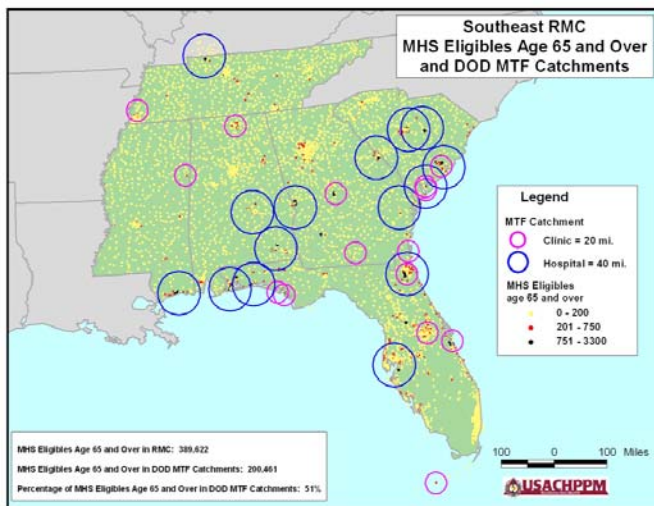 Southeast RMC
MHS Eligibles Age 65 and Over
and DOD MTF Catchments
Legend
MTF Catchment
Clinic = 20 mi.
Hospital = 40 mi.
MHS Eligibles
age 65 and over
0 - 200
201 - 750
751 - 3300
MHS Eligibles Age 65 and Over in RMC: 389,622
MHS Eligibles Age 65 and Over in DOD MTF Catchments: 200,461
Percentage of MHS Eligibles Age 65 and Over in DOD MTF Catchments: 51%
100 0 100 Miles
USACHPPM